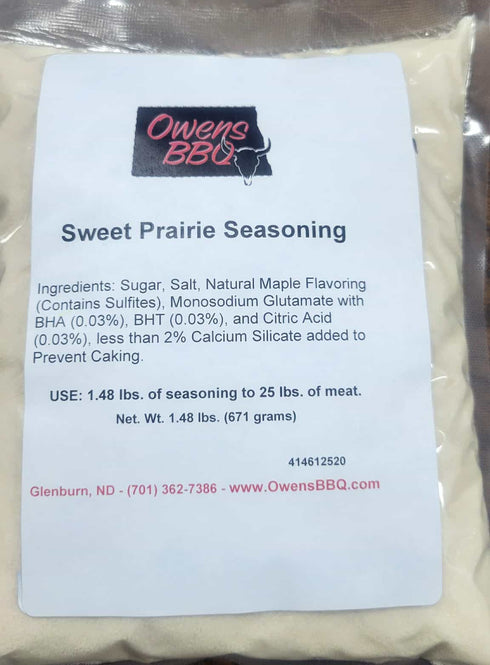 Owens
BBQ
Sweet Prairie Seasoning
Ingredients: Sugar, Salt, Natural Maple Flavoring
(Contains Sulfites), Monosodium Glutamate with
BHA (0.03%), BHT (0.03%), and Citric Acid
(0.03%), less than 2% Calcium Silicate added to
Prevent Caking.
USE: 1.48 lbs. of seasoning to 25 lbs. of meat.
Net. Wt. 1.48 lbs. (671 grams)
414612520
Glenburn, ND - (701) 362-7386 - www.OwensBBQ.com